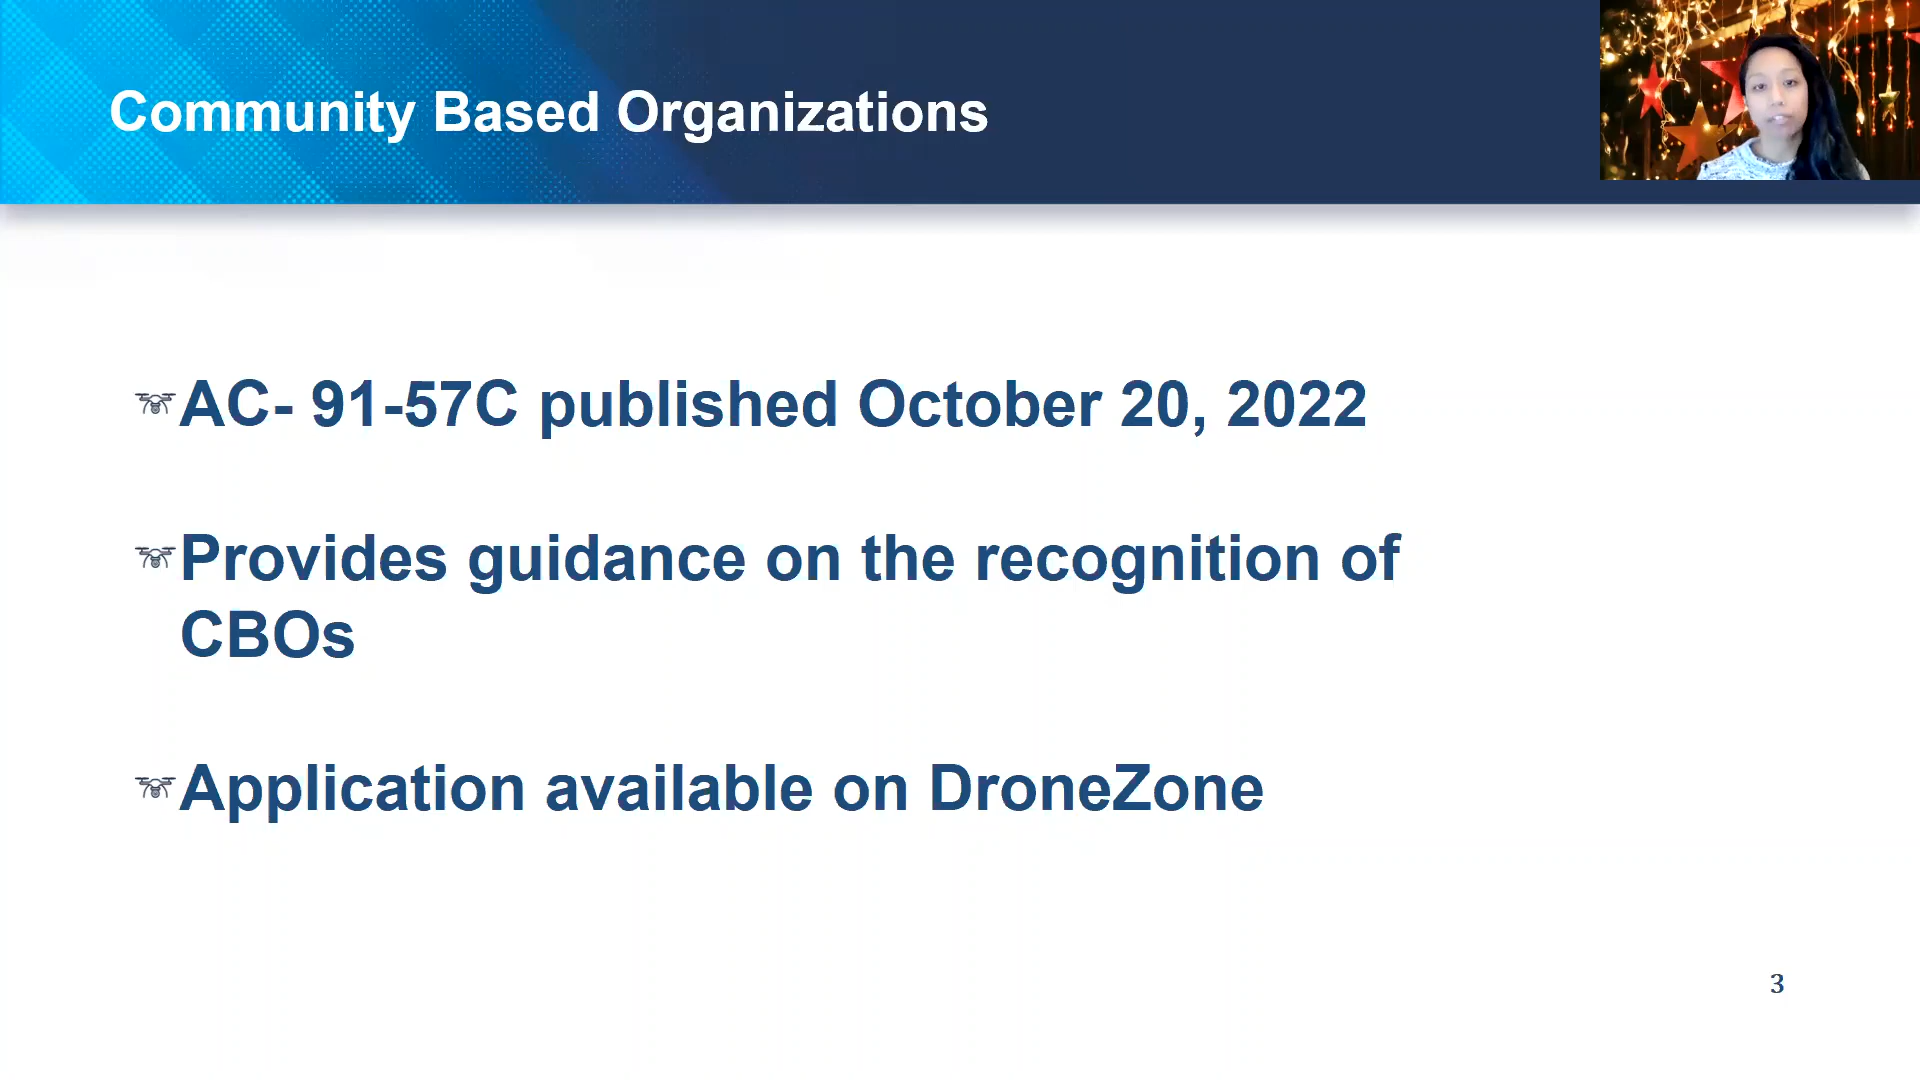 Community Based Organizations
AC- 91-57C published October 20, 2022
Provides guidance on the recognition of
CBOs
Application available on DroneZone
3